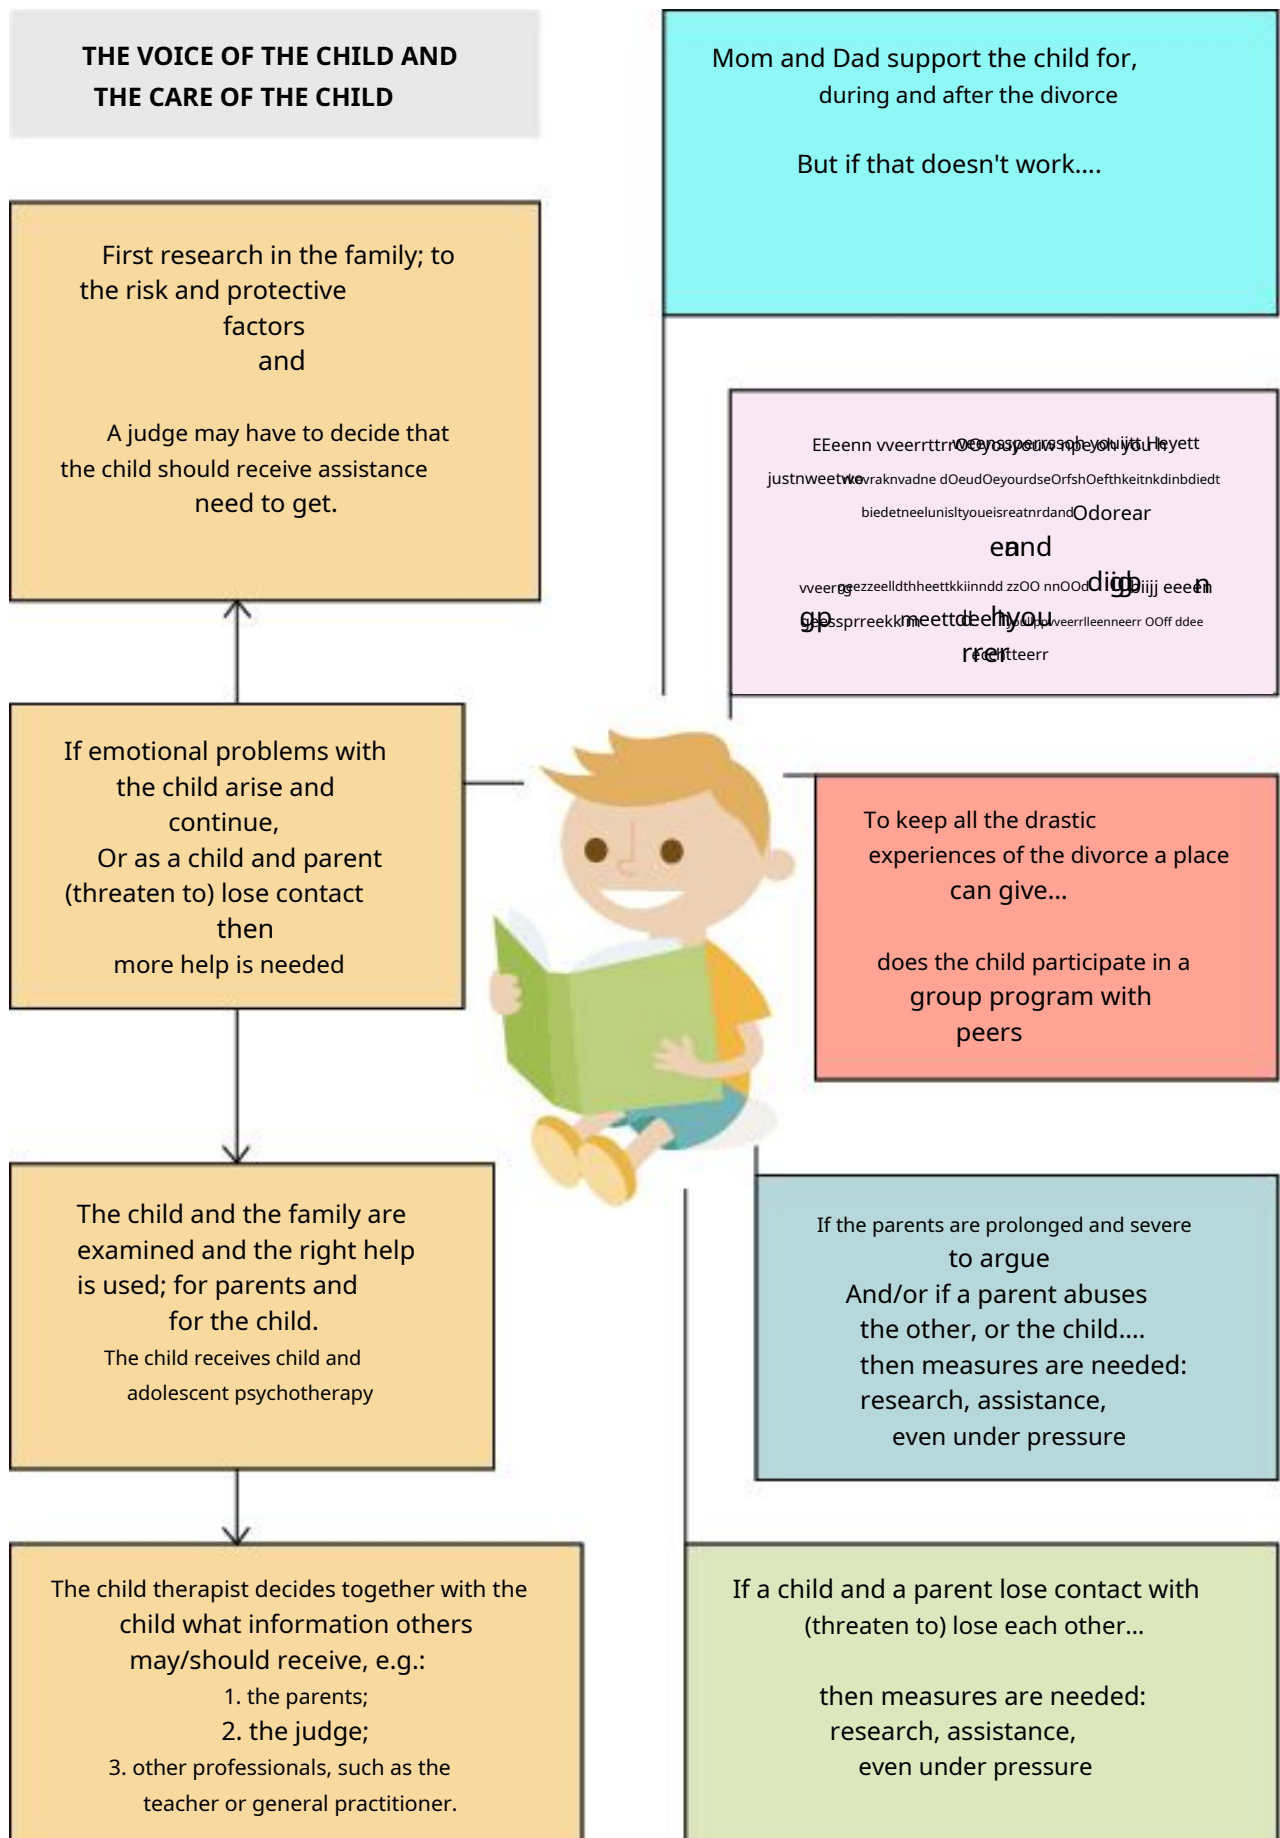 THE VOICE OF THE CHILD AND
THE CARE OF THE CHILD
Mom and Dad support the child for,
during and after the divorce
But if that doesn't work....
First research in the family; to
the risk and protective
factors
and
A judge may have to decide that
the child should receive assistance
need to get.
If emotional problems with
the child arise and
continue,
Or as a child and parent
(threaten to) lose contact
then
more help is needed
To keep all the drastic
experiences of the divorce a place
can give...
does the child participate in a
group program with
peers
The child and the family are
examined and the right help
is used; for parents and
for the child.
The child receives child and
adolescent psychotherapy
If the parents are prolonged and severe
to argue
And/or if a parent abuses
the other, or the child....
then measures are needed:
research, assistance,
even under pressure
The child therapist decides together with the
child what information others
may/should receive, e.g.:
1. the parents;
2. the judge;
3. other professionals, such as the
teacher or general practitioner.
If a child and a parent lose contact with
(threaten to) lose each other...
then measures are needed:
research, assistance,
even under pressure